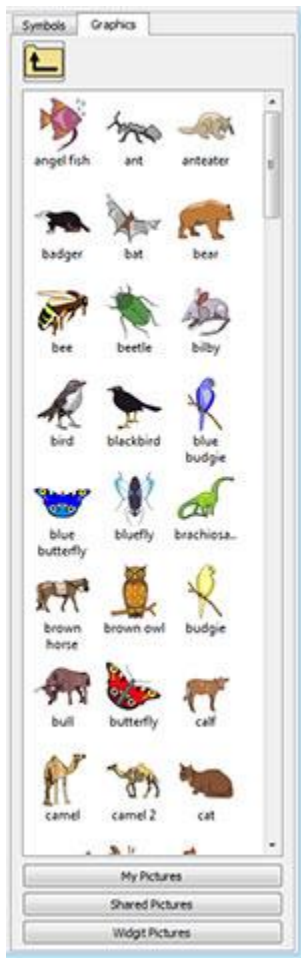 Symbols Graphics
angel fish ant anteater
badger bat bear
bee beetle bilby
bird blackbird blue
budgie
blue bluefly brachiosa..
butterfly
brown brown owl budgie
horse
bull butterfly calf
camel camel 2 cat
My Pictures
Shared Pictures
Widgit Pictures